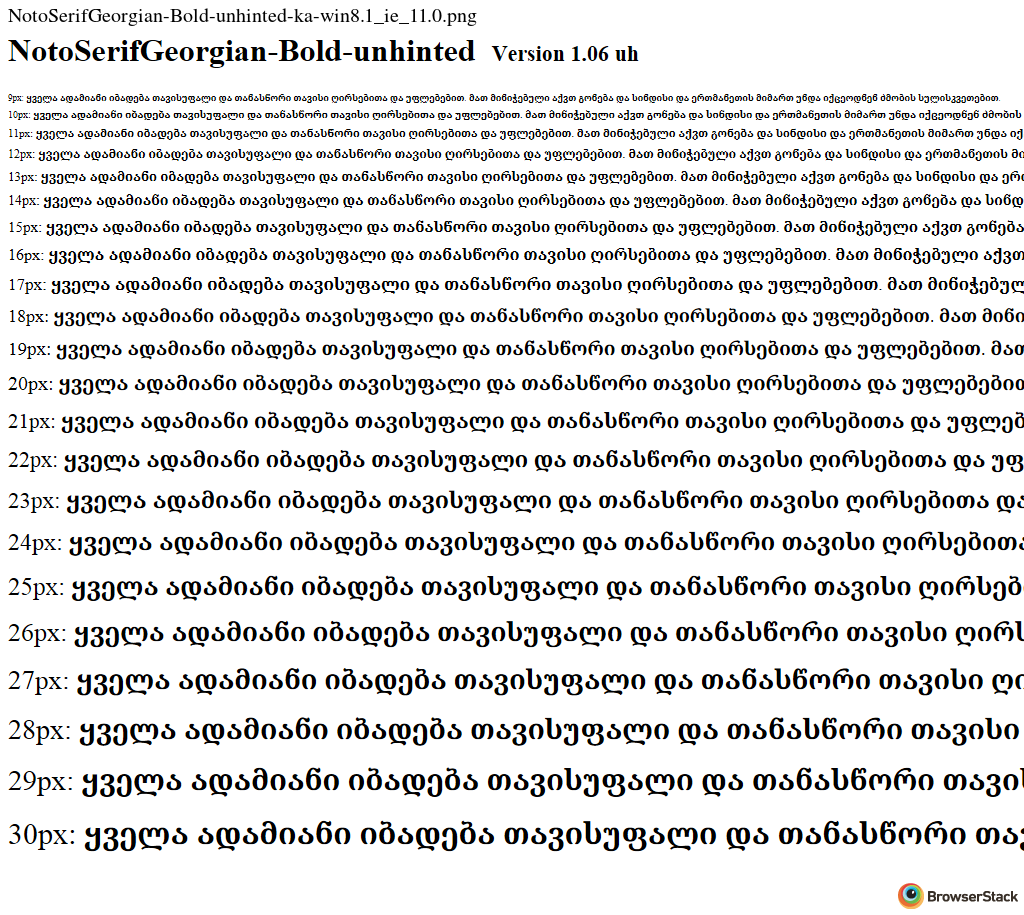 NotoSerifGeorgian-Bold-unhinted-ka-win8.1_ie_11.0.png
NotoSerifGeorgian-Bold-unhinted Version 1.06 uh
9px: ყველა ადამიანი იბადება თავისუფალი და თანასწორი თავისი ღირსებითა და უფლებებით. მათ მინიჭებული აქვთ გონება და სინდისი და ერთმანეთის მიმართ უნდა იქცეოდნენ ძმობის სულისკვეთებით.
10px: ყველა ადამიანი იბადება თავისუფალი და თანასწორი თავისი ღირსებითა და უფლებებით. მათ მინიჭებული აქვთ გონება და სინდისი და ერთმანეთის მიმართ უნდა იქცეოდნენ ძმობის
11px: ყველა ადამიანი იბადება თავისუფალი და თანასწორი თავისი ღირსებითა და უფლებებით. მათ მინიჭებული აქვთ გონება და სინდისი და ერთმანეთის მიმართ უნდა იქ
12px: ყველა ადამიანი იბადება თავისუფალი და თანასწორი თავისი ღირსებითა და უფლებებით. მათ მინიჭებული აქვთ გონება და სინდისი და ერთმანეთის მი
13px: ყველა ადამიანი იბადება თავისუფალი და თანასწორი თავისი ღირსებითა და უფლებებით. მათ მინიჭებული აქვთ გონება და სინდისი და ერ
14px: ყველა ადამიანი იბადება თავისუფალი და თანასწორი თავისი ღირსებითა და უფლებებით. მათ მინიჭებული აქვთ გონება და სინდ
15px: ყველა ადამიანი იბადება თავისუფალი და თანასწორი თავისი ღირსებითა და უფლებებით. მათ მინიჭებული აქვთ გონება
16px: ყველა ადამიანი იბადება თავისუფალი და თანასწორი თავისი ღირსებითა და უფლებებით. მათ მინიჭებული აქვთ
17px: ყველა ადამიანი იბადება თავისუფალი და თანასწორი თავისი ღირსებითა და უფლებებით. მათ მინიჭებულ
18px: ყველა ადამიანი იბადება თავისუფალი და თანასწორი თავისი ღირსებითა და უფლებებით. მათ მინი
19px: ყველა ადამიანი იბადება თავისუფალი და თანასწორი თავისი ღირსებითა და უფლებებით. მათ
20px: ყველა ადამიანი იბადება თავისუფალი და თანასწორი თავისი ღირსებითა და უფლებებით
21px: ყველა ადამიანი იბადება თავისუფალი და თანასწორი თავისი ღირსებითა და უფლებ
22px: ყველა ადამიანი იბადება თავისუფალი და თანასწორი თავისი ღირსებითა და უფ
23px: ყველა ადამიანი იბადება თავისუფალი და თანასწორი თავისი ღირსებითა და
24px: ყველა ადამიანი იბადება თავისუფალი და თანასწორი თავისი ღირსებითა
25px: ყველა ადამიანი იბადება თავისუფალი და თანასწორი თავისი ღირსებ
26px: ყველა ადამიანი იბადება თავისუფალი და თანასწორი თავისი ღირს
27px: ყველა ადამიანი იბადება თავისუფალი და თანასწორი თავისი ღი
28px: ყველა ადამიანი იბადება თავისუფალი და თანასწორი თავისი
29px: ყველა ადამიანი იბადება თავისუფალი და თანასწორი თავის
30px: ყველა ადამიანი იბადება თავისუფალი და თანასწორი თავ
BrowserStack